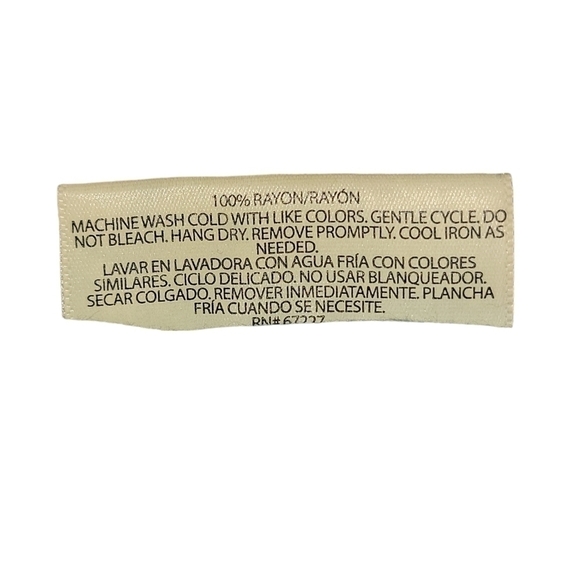 100% RAYON/RAYÓN
MACHINE WASH COLD WITH LIKE COLORS. GENTLE CYCLE. DO
NOT BLEACH. HANG DRY. REMOVE PROMPTLY. COOL IRON AS
NEEDED.
LAVAR EN LAVADORA CON AGUA FRÍA CON COLORES
SIMILARES. CICLO DELICADO. NO USAR BLANQUEADOR.
SECAR COLGADO. REMOVER INMEDIATAMENTE. PLANCHA
FRÍA CUANDO SE NECESITE.
RN# 67227